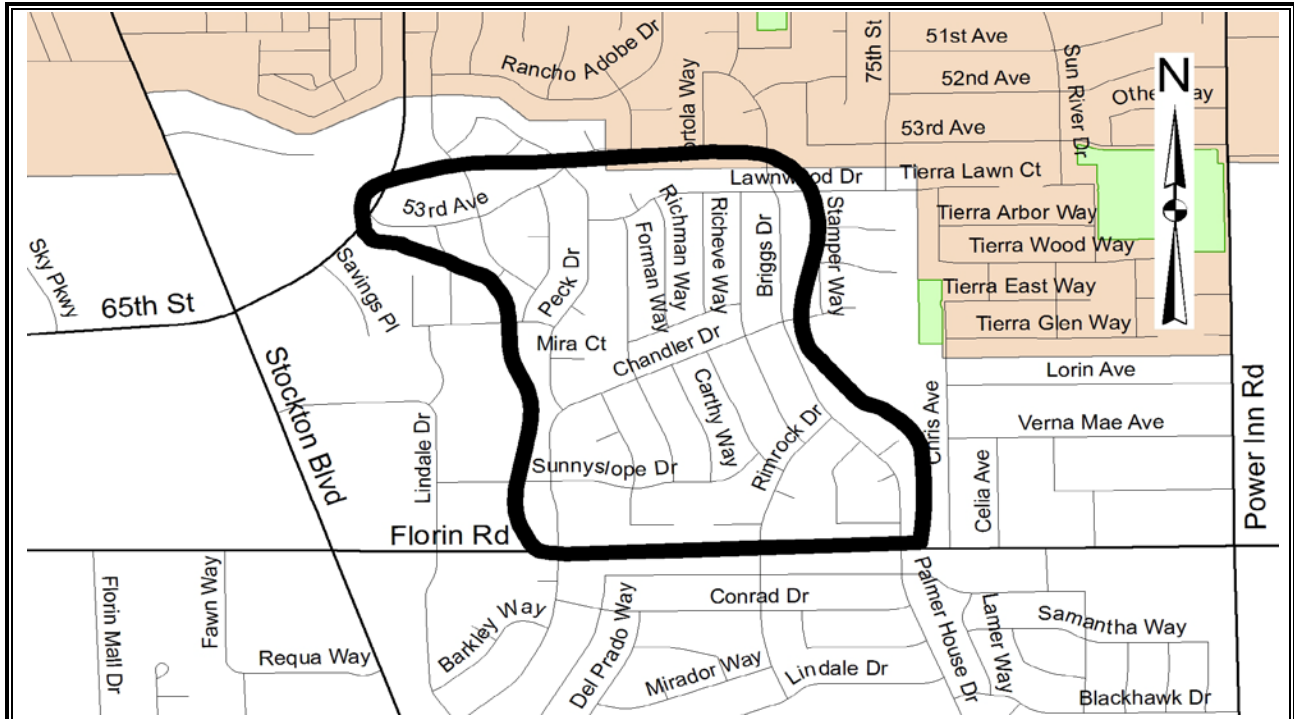 Rancho Adobe Dr
75th St
51st Ave
52nd Ave
Sun River Dr
N
53rd Ave
Tierra Lawn Ct
Lawnwood Dr
53rd Ave
Richman Way
Richeve Way
Forman Way
Briggs Dr
Stamper Way
Tierra Arbor Way
Tierra Wood Way
Tierra East Way
Tierra Glen Way
Sky Pkwy
65th St
Savings Pl
Peck Dr
Mira Ct
Chandler Dr
Carthy Way
Rimrock Dr
Lorin Ave
Chris Ave
Verna Mae Ave
Power Inn Rd
Stockton Blvd
Lindale Dr
Sunnyslope Dr
Celia Ave
Florin Rd
Florin Mall Dr
Fawn Way
Requa Way
Barkley Way
Del Prado Way
Conrad Dr
Mirador Way
Lindale Dr
Palmer House Dr
Lamer Way
Samantha Way
Blackhawk Dr